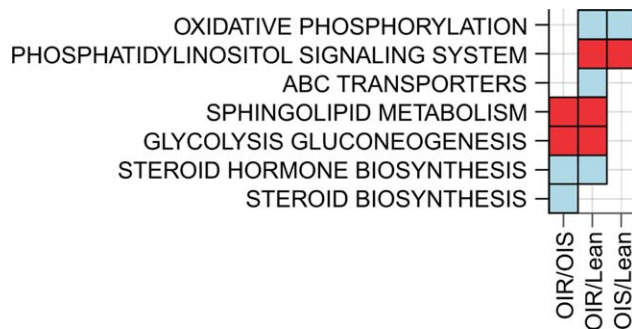 OXIDATIVE PHOSPHORYLATION
PHOSPHATIDYLINOSITOL SIGNALING SYSTEM
ABC TRANSPORTERS
SPHINGOLIPID METABOLISM
GLYCOLYSIS GLUCONEOGENESIS
STEROID HORMONE BIOSYNTHESIS
STEROID BIOSYNTHESIS
OIR/OIS
OIR/Lean
OIS/Lean